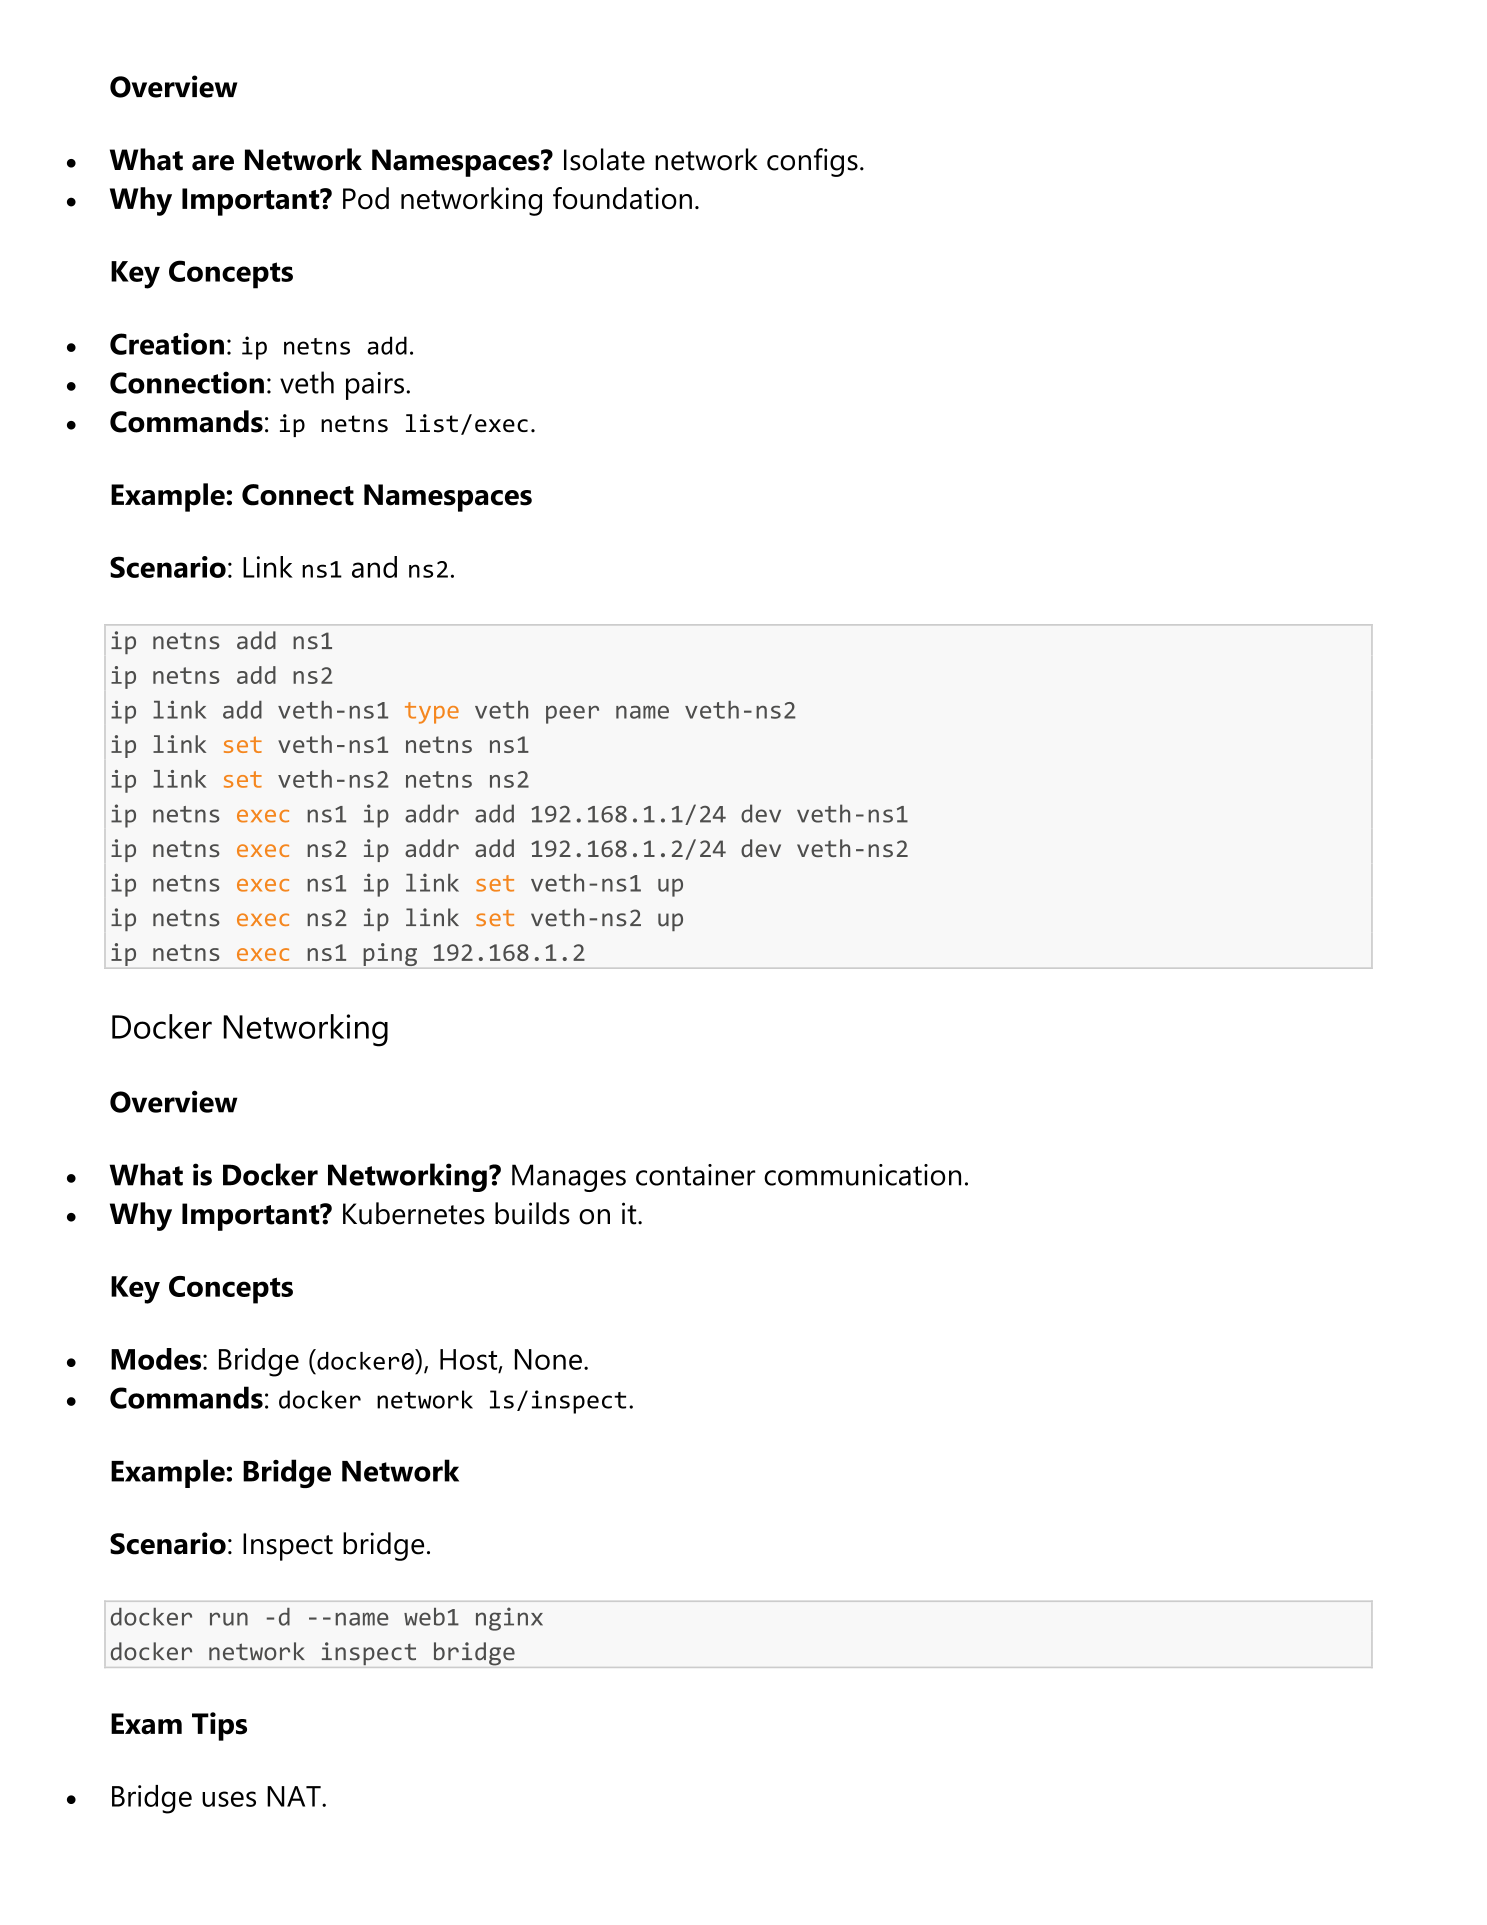 Overview
• What are Network Namespaces? Isolate network configs.
• Why Important? Pod networking foundation.
Key Concepts
• Creation: ip netns add.
• Connection: veth pairs.
• Commands: ip netns list/exec.
Example: Connect Namespaces
Scenario: Link ns1 and ns2.
ip netns add ns1
ip netns add ns2
ip link add veth-ns1 type veth peer name veth-ns2
ip link set veth-ns1 netns ns1
ip link set veth-ns2 netns ns2
ip netns exec ns1 ip addr add 192.168.1.1/24 dev veth-ns1
ip netns exec ns2 ip addr add 192.168.1.2/24 dev veth-ns2
ip netns exec ns1 ip link set veth-ns1 up
ip netns exec ns2 ip link set veth-ns2 up
ip netns exec ns1 ping 192.168.1.2
Docker Networking
Overview
• What is Docker Networking? Manages container communication.
• Why Important? Kubernetes builds on it.
Key Concepts
• Modes: Bridge (docker0), Host, None.
• Commands: docker network ls/inspect.
Example: Bridge Network
Scenario: Inspect bridge.
docker run -d --name web1 nginx
docker network inspect bridge
Exam Tips
• Bridge uses NAT.